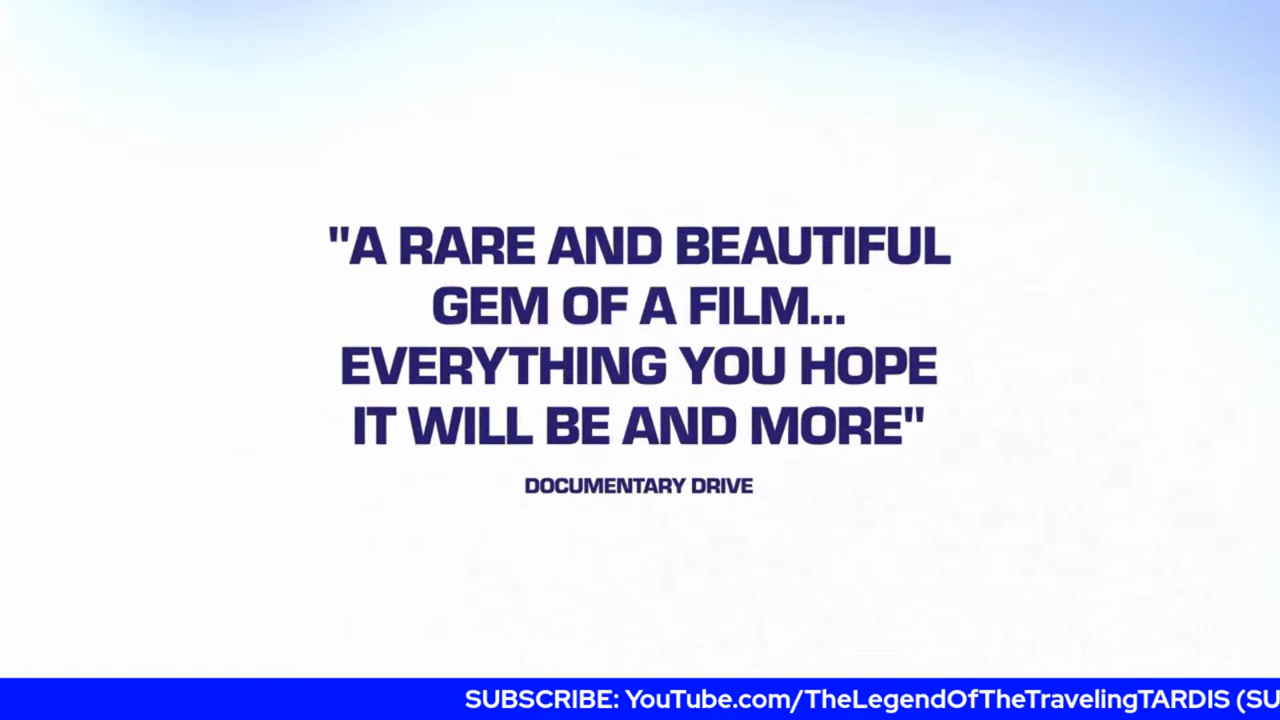 "A RARE AND BEAUTIFUL
GEM OF A FILM...
EVERYTHING YOU HOPE
IT WILL BE AND MORE"
DOCUMENTARY DRIVE
SUBSCRIBE: YouTube.com/TheLegendOfTheTravelingTARDIS (SU